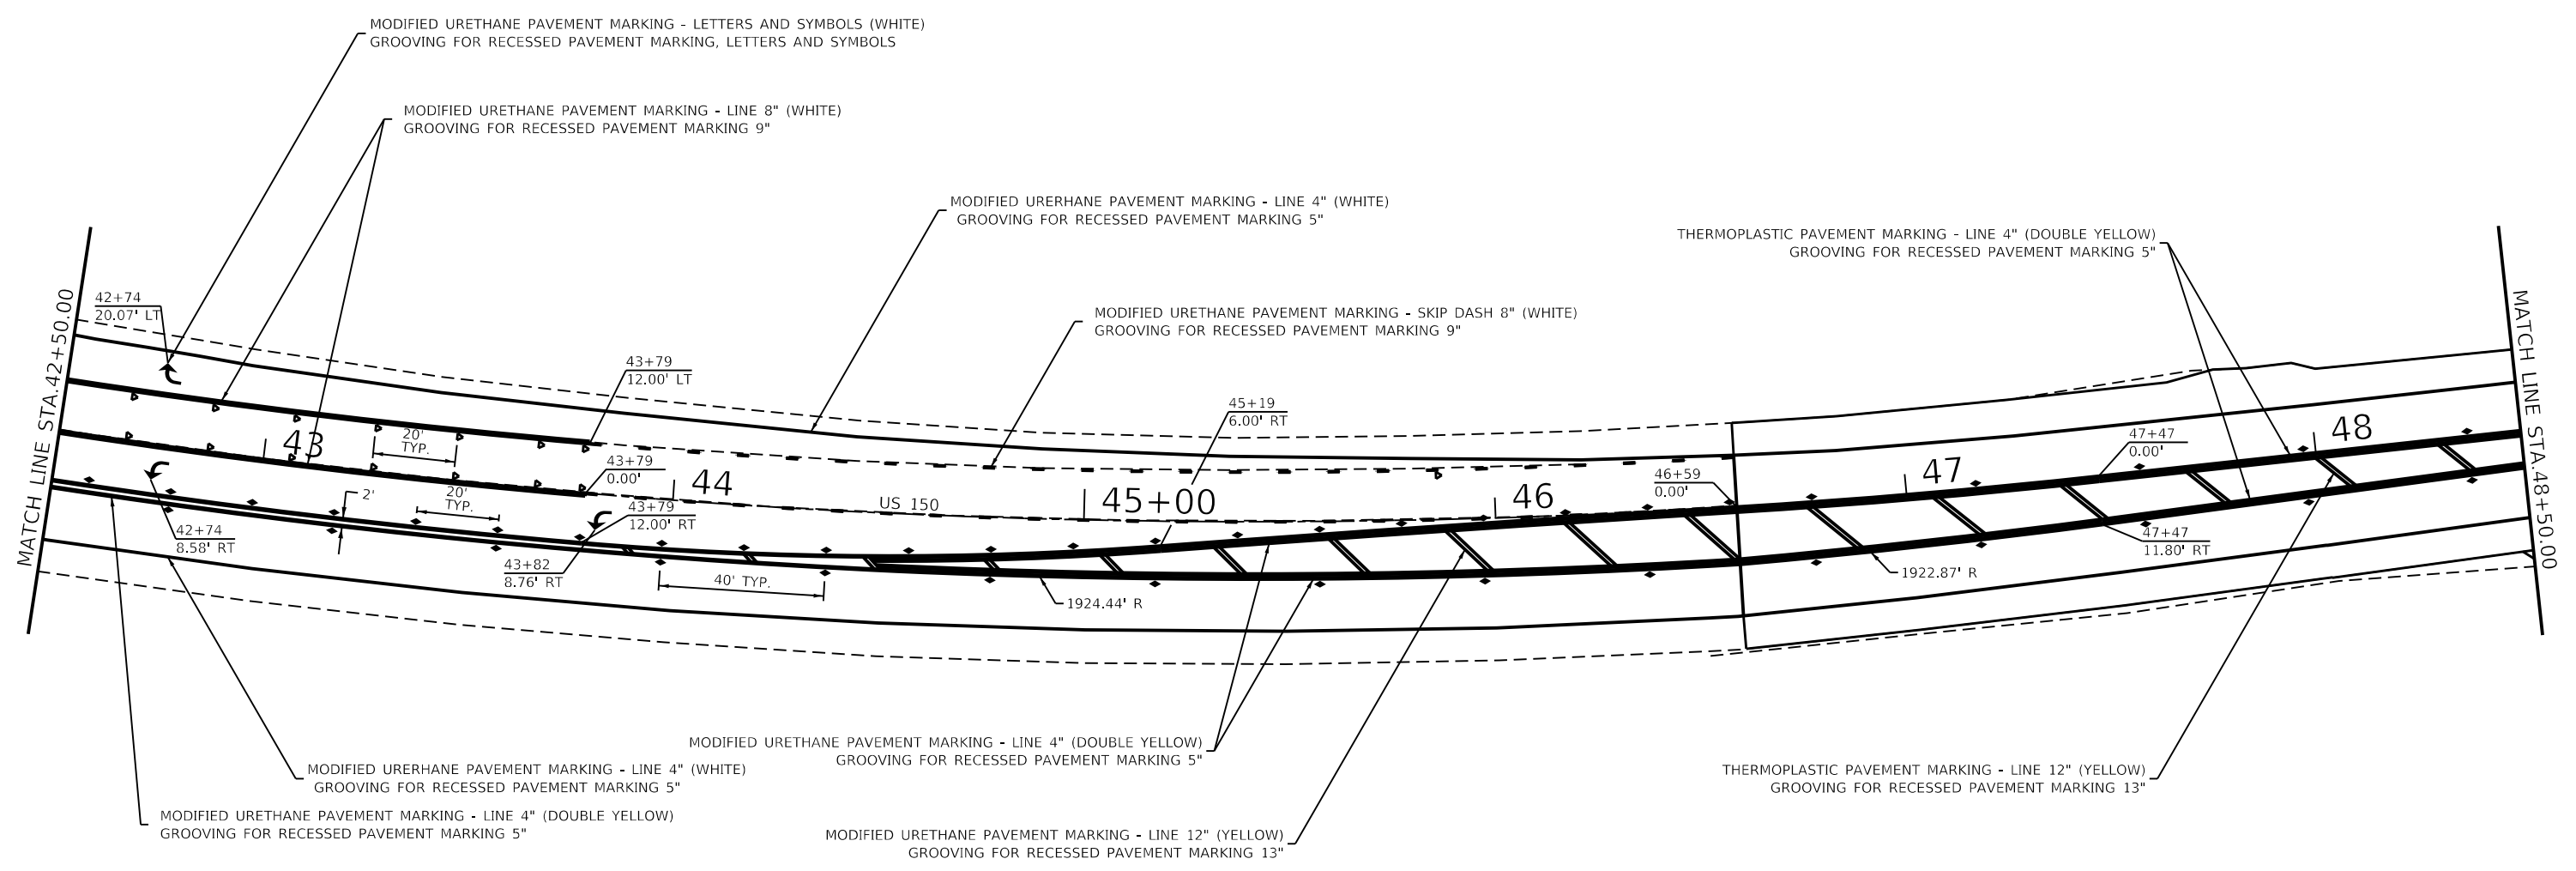 MODIFIED URETHANE PAVEMENT MARKING - LETTERS AND SYMBOLS (WHITE)
GROOVING FOR RECESSED PAVEMENT MARKING, LETTERS AND SYMBOLS
MODIFIED URETHANE PAVEMENT MARKING - LINE 8" (WHITE)
GROOVING FOR RECESSED PAVEMENT MARKING 9"
MODIFIED URERHANE PAVEMENT MARKING - LINE 4" (WHITE)
GROOVING FOR RECESSED PAVEMENT MARKING 5"
THERMOPLASTIC PAVEMENT MARKING - LINE 4" (DOUBLE YELLOW)
GROOVING FOR RECESSED PAVEMENT MARKING 5"
MODIFIED URETHANE PAVEMENT MARKING - SKIP DASH 8" (WHITE)
GROOVING FOR RECESSED PAVEMENT MARKING 9"
MATCH LINE STA.42+50.00
42+74
20.07' LT
43+79
12.00' LT
45+19
6.00' RT
47+47
0.00'
MATCH LINE STA.48+50.00
43
20'
TYP.
43+79
0.00'
44
US 150
45+00
46
46+59
0.00'
47
48
2'
20'
TYP.
43+79
12.00' RT
42+74
8.58' RT
43+82
8.76' RT
40' TYP.
1924.44' R
1922.87' R
47+47
11.80' RT
MODIFIED URETHANE PAVEMENT MARKING - LINE 4" (DOUBLE YELLOW)
GROOVING FOR RECESSED PAVEMENT MARKING 5"
MODIFIED URERHANE PAVEMENT MARKING - LINE 4" (WHITE)
GROOVING FOR RECESSED PAVEMENT MARKING 5"
THERMOPLASTIC PAVEMENT MARKING - LINE 12" (YELLOW)
GROOVING FOR RECESSED PAVEMENT MARKING 13"
MODIFIED URETHANE PAVEMENT MARKING - LINE 4" (DOUBLE YELLOW)
GROOVING FOR RECESSED PAVEMENT MARKING 5"
MODIFIED URETHANE PAVEMENT MARKING - LINE 12" (YELLOW)
GROOVING FOR RECESSED PAVEMENT MARKING 13"